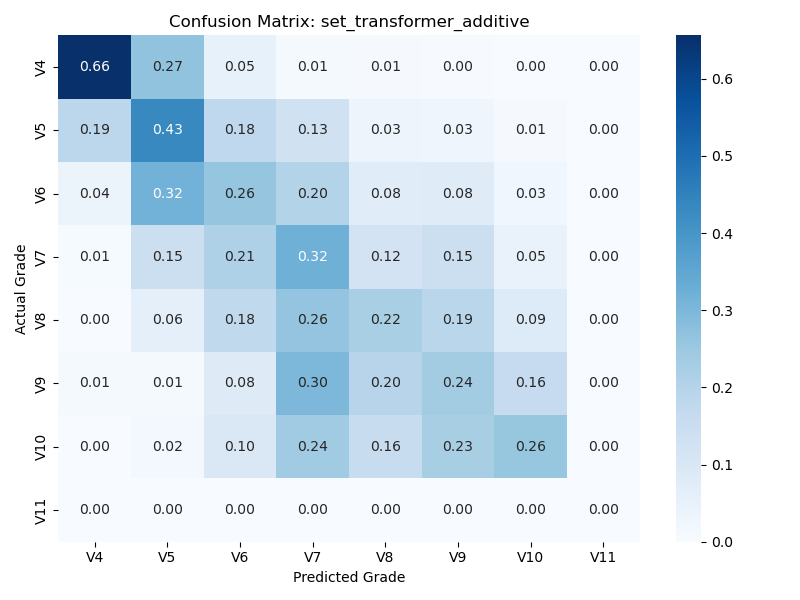 Confusion Matrix: set_transformer_additive
Actual Grade
V4 0.66 0.27 0.05 0.01 0.01 0.00 0.00 0.00
V5 0.19 0.43 0.18 0.13 0.03 0.03 0.01 0.00
V6 0.04 0.32 0.26 0.20 0.08 0.08 0.03 0.00
V7 0.01 0.15 0.21 0.32 0.12 0.15 0.05 0.00
V8 0.00 0.06 0.18 0.26 0.22 0.19 0.09 0.00
V9 0.01 0.01 0.08 0.30 0.20 0.24 0.16 0.00
V10 0.00 0.02 0.10 0.24 0.16 0.23 0.26 0.00
V11 0.00 0.00 0.00 0.00 0.00 0.00 0.00 0.00
V4 V5 V6 V7 V8 V9 V10 V11
Predicted Grade
0.6
0.5
0.4
0.3
0.2
0.1
0.0